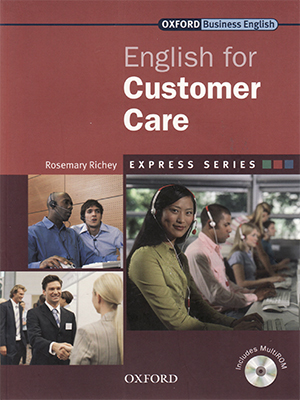 OXFORD Business English
English for
Customer
Care
Rosemary Richey
EXPRESS SERIES
Includes MultiROM
OXFORD